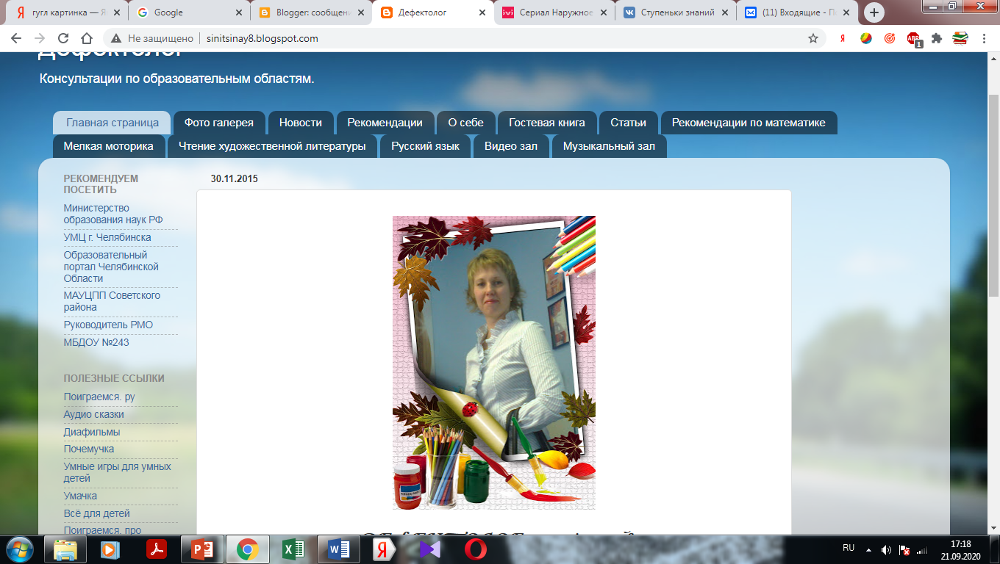 гугл картинка — Я
Google
Blogger: сообщени
Дефектолог
Сериал Наружное
Ступеньки знаний
(11) Входящие - П
Не защищено
sinitsinay8.blogspot.com
ABP
1
Дефектолог
Консультации по образовательным областям.
Главная страница
Фото галерея
Новости
Рекомендации
О себе
Гостевая книга
Статьи
Рекомендации по математике
Мелкая моторика
Чтение художественной литературы
Русский язык
Видео зал
Музыкальный зал
РЕКОМЕНДУЕМ
ПОСЕТИТЬ
Министерство
образования наук РФ
УМЦ г. Челябинска
Образовательный
портал Челябинской
Области
МАУЦПП Советского
района
Руководитель РМО
МБДОУ №243
ПОЛЕЗНЫЕ ССЫЛКИ
Поиграемся. ру
Аудио сказки
Диафильмы
Почемучка
Умные игры для умных
детей
Умачка
Всё для детей
Поиграемся. про
30.11.2015
RU
17:18
21.09.2020